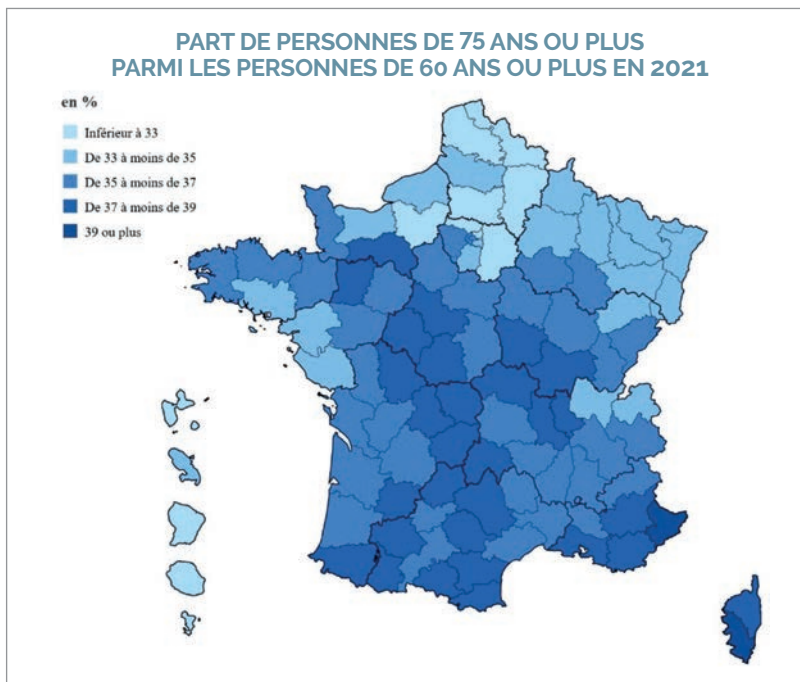 PART DE PERSONNES DE 75 ANS OU PLUS
PARMI LES PERSONNES DE 60 ANS OU PLUS EN 2021
en %
Inférieur à 33
De 33 à moins de 35
De 35 à moins de 37
De 37 à moins de 39
39 ou plus